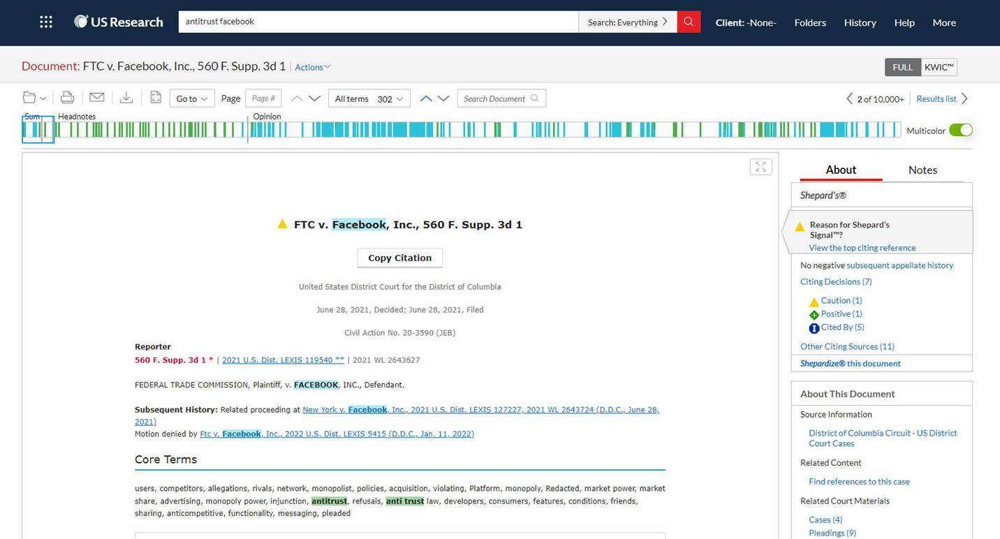 US Research
antitrust facebook
Search: Everything
Client: -None-
Folders
History
Help
More
Document: FTC v. Facebook, Inc., 560 F. Supp. 3d 1
Actions
FULL
KWIC™
Go to
Page
Page #
All terms 302
Search Document
2 of 10,000+
Results list
Sum
Headnotes
Opinion
Multicolor
FTC v. Facebook, Inc., 560 F. Supp. 3d 1
Copy Citation
United States District Court for the District of Columbia
June 28, 2021, Decided; June 28, 2021, Filed
Civil Action No. 20-3590 (JEB)
Reporter
560 F. Supp. 3d 1 * | 2021 U.S. Dist. LEXIS 119540 ** | 2021 WL 2643627
FEDERAL TRADE COMMISSION, Plaintiff, v. FACEBOOK, INC., Defendant.
Subsequent History: Related proceeding at New York v. Facebook, Inc., 2021 U.S. Dist. LEXIS 127227, 2021 WL 2643724 (D.D.C., June 28,
2021)
Motion denied by Ftc v. Facebook, Inc., 2022 U.S. Dist. LEXIS 5415 (D.D.C., Jan. 11, 2022)
Core Terms
users, competitors, allegations, rivals, network, monopolist, policies, acquisition, violating, Platform, monopoly, Redacted, market power, market
share, advertising, monopoly power, injunction, antitrust, refusals, anti trust law, developers, consumers, features, conditions, friends,
sharing, anticompetitive, functionality, messaging, pleaded
About
Notes
Shepard's®
Reason for Shepard's
Signal™?
View the top citing reference
No negative subsequent appellate history
Citing Decisions (7)
Caution (1)
Positive (1)
I Cited By (5)
Other Citing Sources (11)
Shepardize® this document
About This Document
Source Information
District of Columbia Circuit - US District
Court Cases
Related Content
Find references to this case
Related Court Materials
Cases (4)
Pleadings (9)